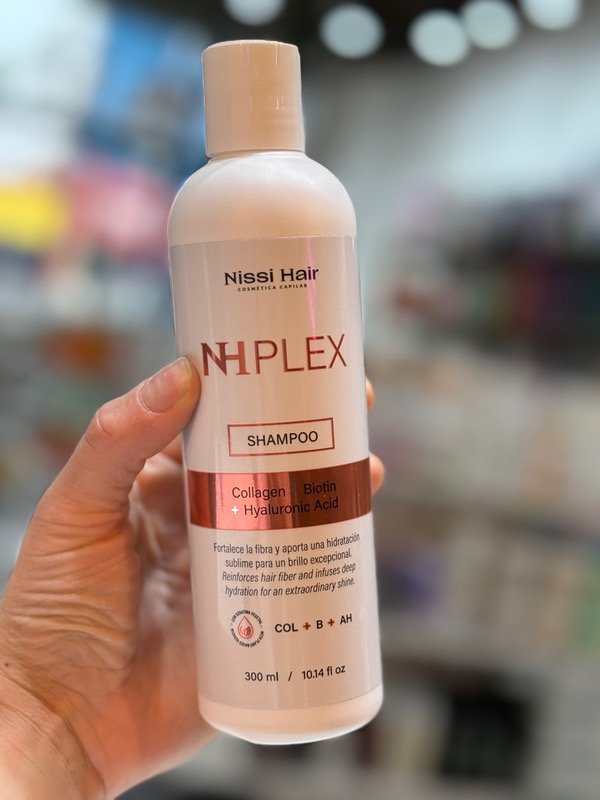 Nissi Hair
COSMÉTICA CAPILAR
NHPLEX
SHAMPOO
Collagen Biotin
+ Hyaluronic Acid
Fortalece la fibra y aporta una hidratación
sublime para un brillo excepcional.
Reinforces hair fiber and infuses deep
hydration for an extraordinary shine.
COL + B + AH
300 ml / 10.14 fl oz